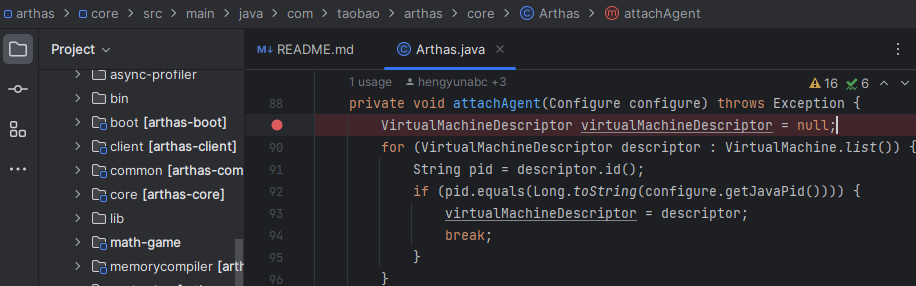 arthas > core > src > main > java > com > taobao > arthas > core > Arthas > attachAgent
Project
async-profiler
bin
boot [arthas-boot]
client [arthas-client]
common [arthas-com
core [arthas-core]
lib
math-game
memorycompiler [arth
README.md
Arthas.java
1 usage hengyunabc +3
16 6
88 private void attachAgent(Configure configure) throws Exception {
VirtualMachineDescriptor virtualMachineDescriptor = null;
90 for (VirtualMachineDescriptor descriptor : VirtualMachine.list()) {
91 String pid = descriptor.id();
92 if (pid.equals(Long.toString(configure.getJavaPid()))) {
93 virtualMachineDescriptor = descriptor;
94 break;
95 }
96 }